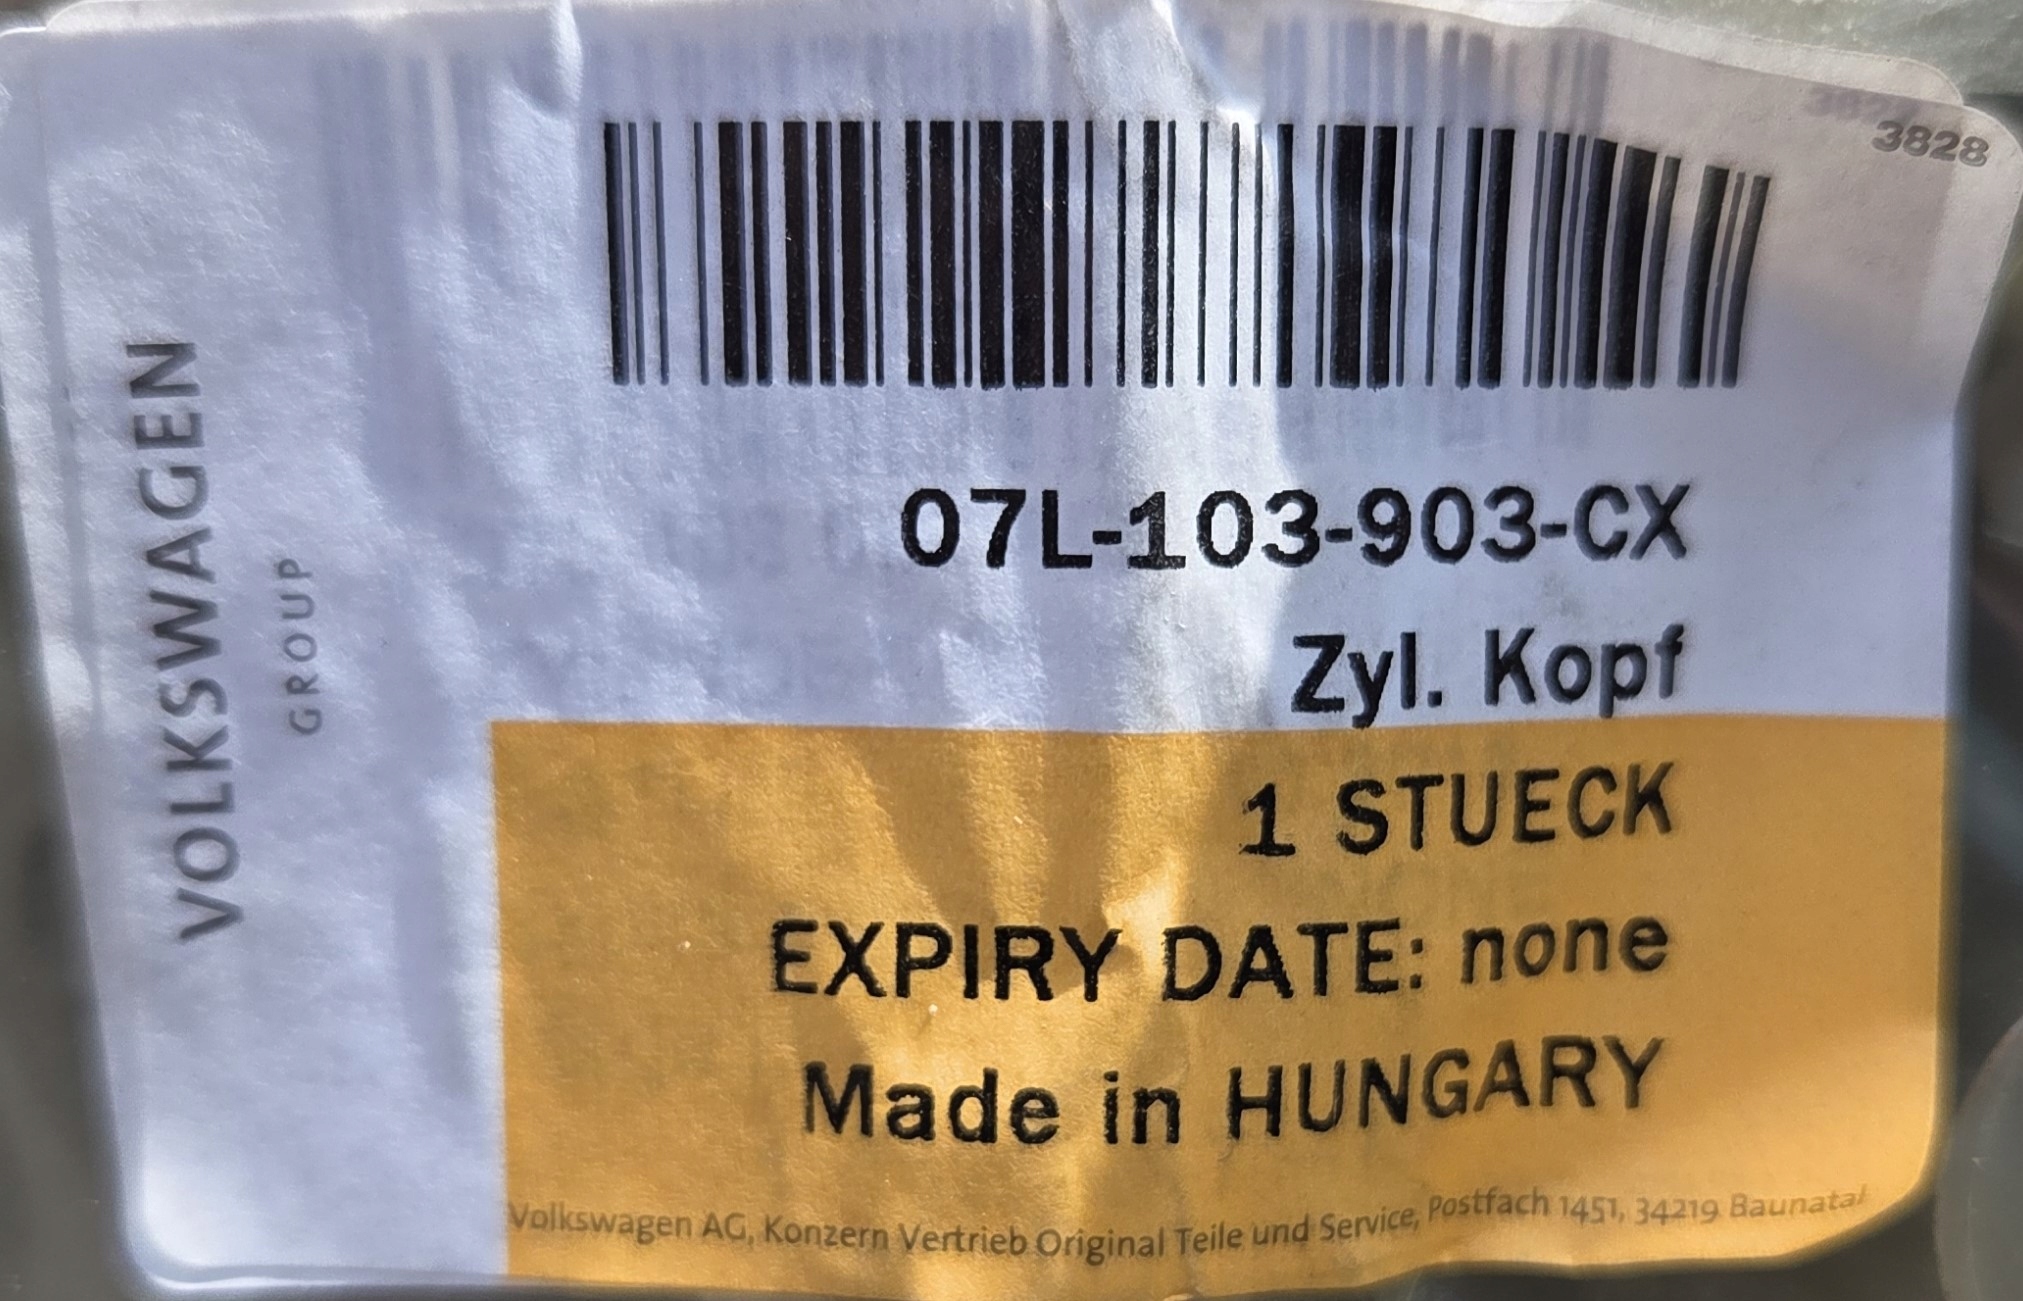 3828
VOLKSWAGEN
GROUP
07L-103-903-CX
Zyl. Kopf
1 STUECK
EXPIRY DATE: none
Made in HUNGARY
Volkswagen AG, Konzern Vertrieb Original Teile und Service, Postfach 1451, 34219 Baunatal